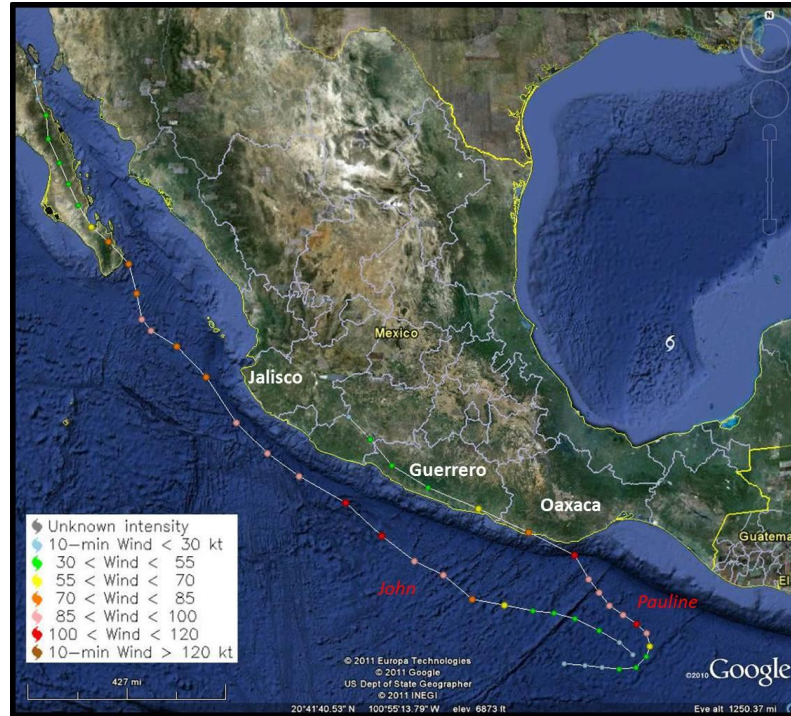 N
Mexico
Jalisco
Guerrero
Oaxaca
Guatema
El
John
Pauline
Unknown intensity
10-min Wind < 30 kt
30 < Wind < 55
55 < Wind < 70
70 < Wind < 85
85 < Wind < 100
100 < Wind < 120
10-min Wind > 120 kt
427 mi
© 2011 Europa Technologies
© 2011 Google
US Dept of State Geographer
© 2011 INEGI
©2010 Google
20°41'40.53" N 100°55'13.79" W elev 6873 ft
Eye alt 1250.37 mi